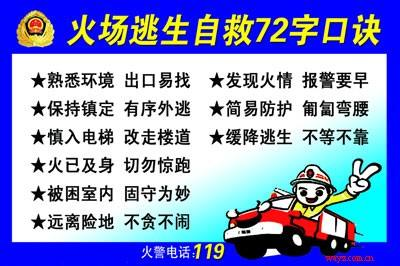 火场逃生自救72字口诀
★熟悉环境 出口易找
★发现火情 报警要早
★保持镇定 有序外逃
★简易防护 匍匐弯腰
★慎入电梯 改走楼道
★缓降逃生 不等不靠
★火已及身 切勿惊跑
★被困室内 固守为妙
★远离险地 不贪不闹
火警电话:119
www.wayz.com.cn